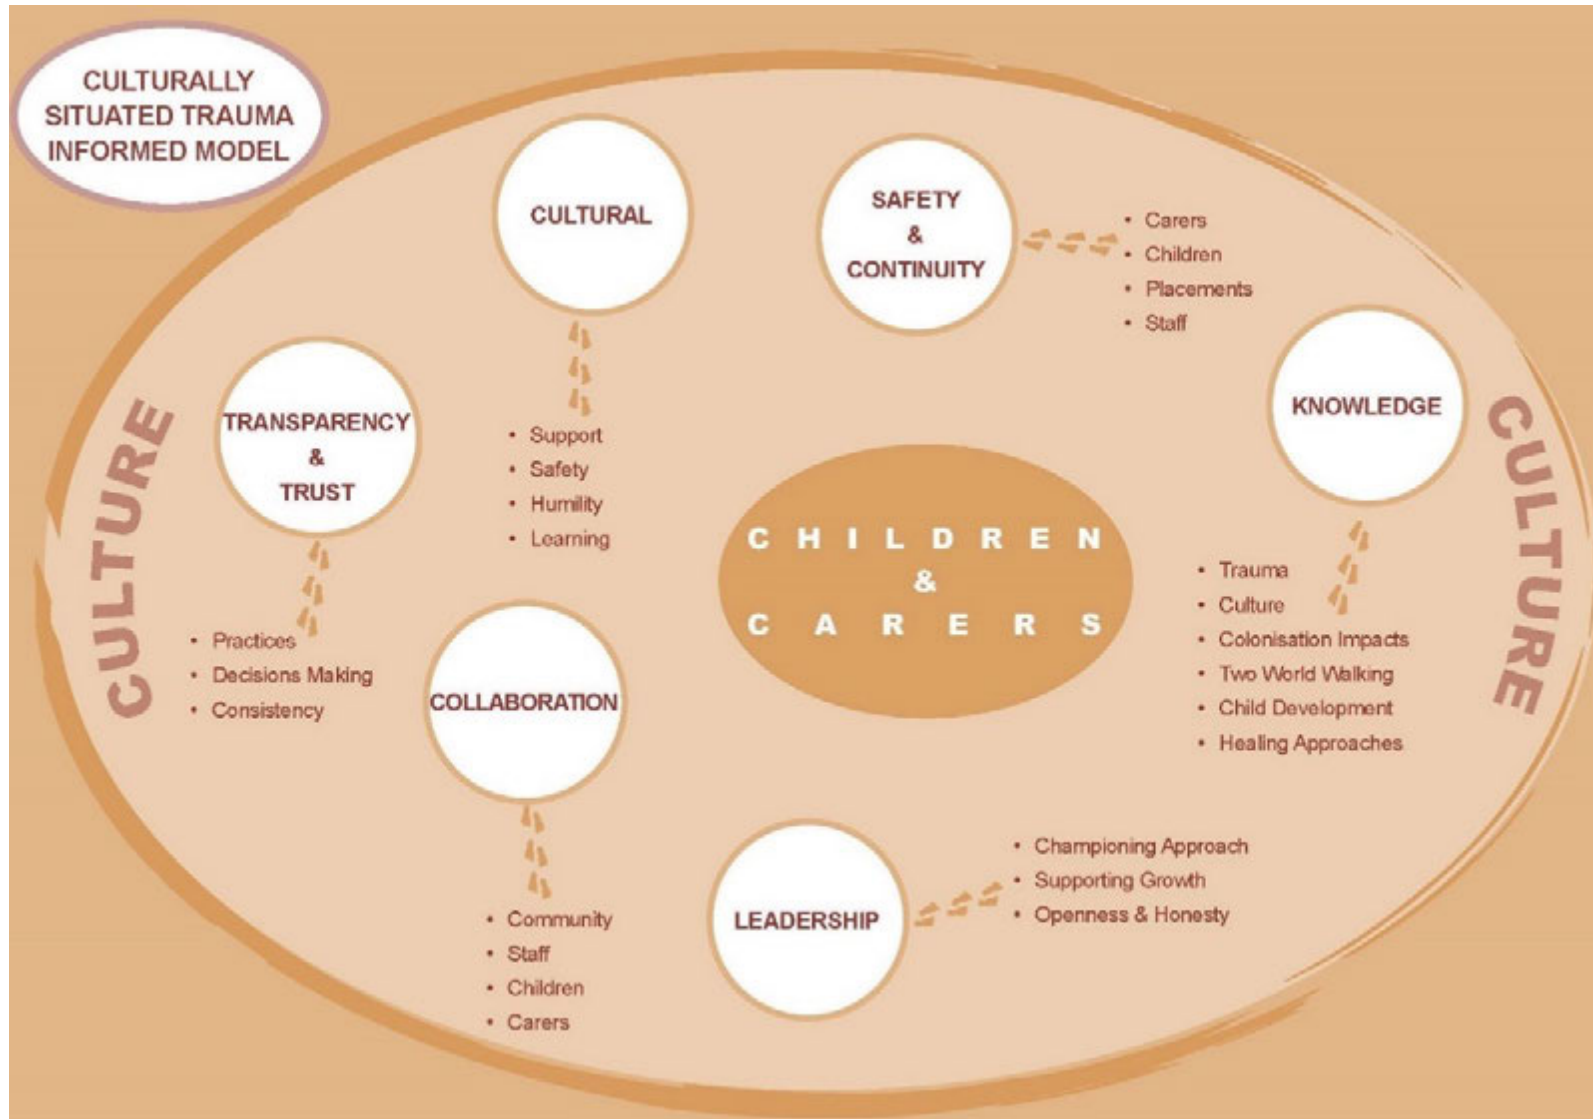 CULTURALLY
SITUATED TRAUMA
INFORMED MODEL
CULTURAL
• Support
• Safety
• Humility
• Learning
SAFETY
&
CONTINUITY
• Carers
• Children
• Placements
• Staff
TRANSPARENCY
&
TRUST
• Practices
• Decisions Making
• Consistency
KNOWLEDGE
• Trauma
• Culture
• Colonisation Impacts
• Two World Walking
• Child Development
• Healing Approaches
CULTURE
CULTURE
CHILDREN
&
CARERS
COLLABORATION
• Community
• Staff
• Children
• Carers
LEADERSHIP
• Championing Approach
• Supporting Growth
• Openness & Honesty